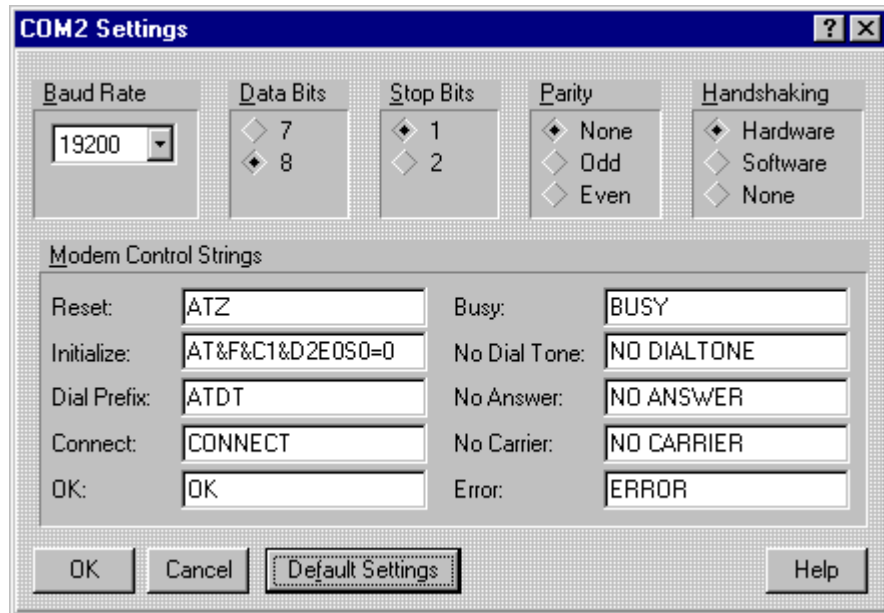 COM2 Settings
Baud Rate
Data Bits
Stop Bits
Parity
Handshaking
19200
7
8
1
2
None
Odd
Even
Hardware
Software
None
Modem Control Strings
Reset: ATZ
Busy: BUSY
Initialize: AT&F&C1&D2E0S0=0
No Dial Tone: NO DIALTONE
Dial Prefix: ATDT
No Answer: NO ANSWER
Connect: CONNECT
No Carrier: NO CARRIER
OK: OK
Error: ERROR
OK
Cancel
Default Settings
Help